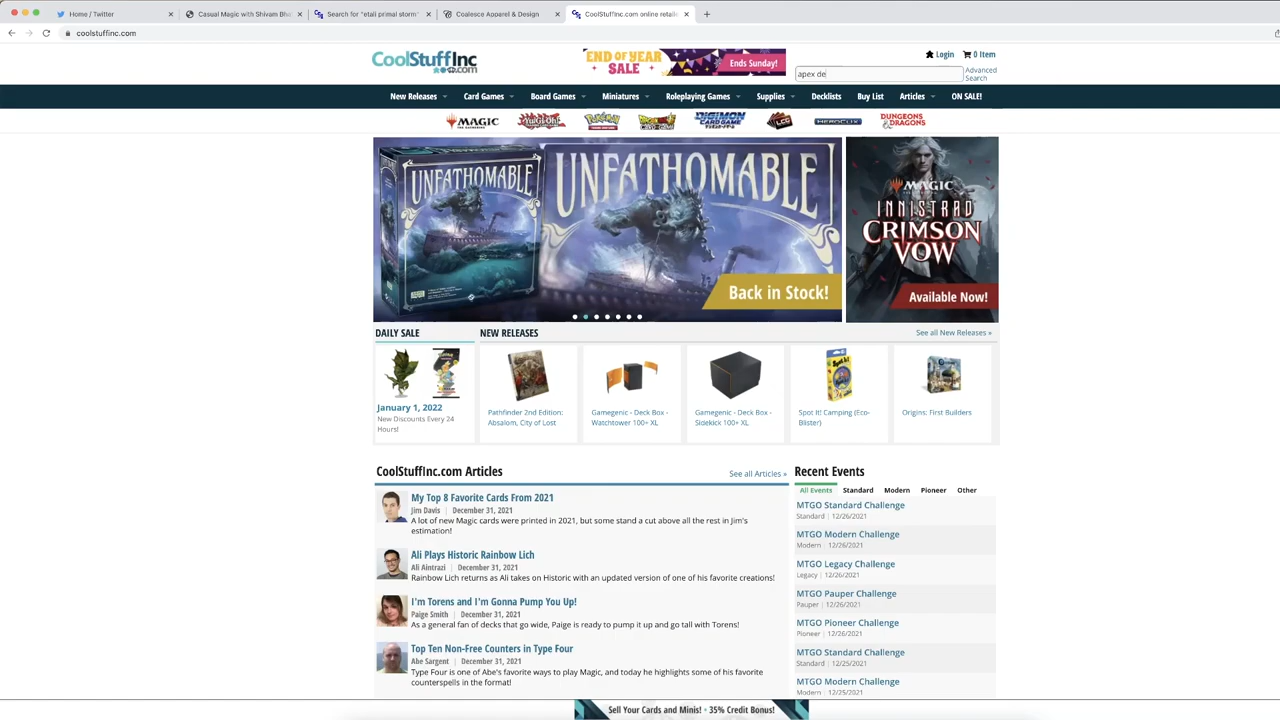 Home / Twitter
Casual Magic with Shivam Bha
Search for "etali primal storm"
Coalesce Apparel & Design
CoolStuffInc.com online retaile
coolstuffinc.com
CoolStuffInc
.com
END OF YEAR
SALE
Ends Sunday!
Login
0 Item
apex de
Advanced
Search
New Releases
Card Games
Board Games
Miniatures
Roleplaying Games
Supplies
Decklists
Buy List
Articles
ON SALE!
MAGIC
Yu-Gi-Oh!
Pokémon
DIGIMON
CARD GAME
LCG
HEROCLIX
DUNGEONS
& DRAGONS
UNFATHOMABLE
UNFATHOMABLE
Back in Stock!
MAGIC
INNISTRAD
CRIMSON
VOW
Available Now!
DAILY SALE
NEW RELEASES
See all New Releases »
January 1, 2022
New Discounts Every 24
Hours!
Pathfinder 2nd Edition:
Absalom, City of Lost
Gamegenic - Deck Box -
Watchtower 100+ XL
Gamegenic - Deck Box -
Sidekick 100+ XL
Spot It! Camping (Eco-
Blister)
Origins: First Builders
CoolStuffInc.com Articles
See all Articles »
My Top 8 Favorite Cards From 2021
Jim Davis | December 31, 2021
A lot of new Magic cards were printed in 2021, but some stand a cut above all the rest in Jim's
estimation!
Ali Plays Historic Rainbow Lich
Ali Aintrazi | December 31, 2021
Rainbow Lich returns as Ali takes on Historic with an updated version of one of his favorite creations!
I'm Torens and I'm Gonna Pump You Up!
Paige Smith | December 31, 2021
As a general fan of decks that go wide, Paige is ready to pump it up and go tall with Torens!
Top Ten Non-Free Counters in Type Four
Abe Sargent | December 31, 2021
Type Four is one of Abe's favorite ways to play Magic, and today he highlights some of his favorite
counterspells in the format!
Recent Events
All Events
Standard
Modern
Pioneer
Other
MTGO Standard Challenge
Standard | 12/26/2021
MTGO Modern Challenge
Modern | 12/26/2021
MTGO Legacy Challenge
Legacy | 12/26/2021
MTGO Pauper Challenge
Pauper | 12/26/2021
MTGO Pioneer Challenge
Pioneer | 12/26/2021
MTGO Standard Challenge
Standard | 12/25/2021
MTGO Modern Challenge
Modern | 12/25/2021
Sell Your Cards and Minis! • 35% Credit Bonus!